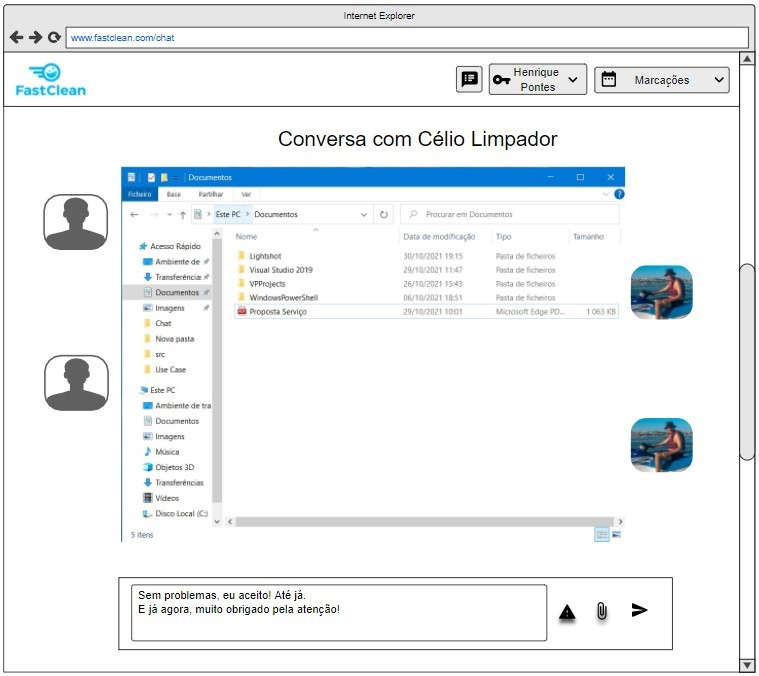 Internet Explorer
www.fastclean.com/chat
FastClean
Henrique
Pontes
Marcações
Conversa com Célio Limpador
Documentos
Ficheiro Base Partilhar Ver
Este PC > Documentos
Procurar em Documentos
Nome Data de modificação Tipo Tamanho
Acesso Rápido
Ambiente de
Transferência:
Documentos
Imagens
Chat
Nova pasta
src
Use Case
Este PC
Ambiente de tra
Documentos
Imagens
Música
Objetos 3D
Transferências
Vídeos
Disco Local (C:)
Lightshot 30/10/2021 19:15 Pasta de ficheiros
Visual Studio 2019 29/10/2021 11:47 Pasta de ficheiros
VPProjects 26/10/2021 15:43 Pasta de ficheiros
WindowsPowerShell 06/10/2021 18:51 Pasta de ficheiros
Proposta Serviço 29/10/2021 10:01 Microsoft Edge PD... 1 063 KB
5 itens
Sem problemas, eu aceito! Até já.
E já agora, muito obrigado pela atenção!